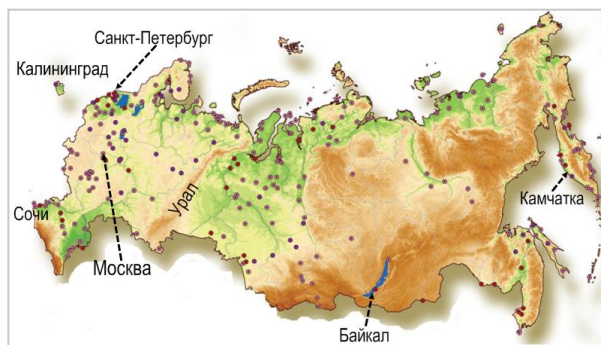 Санкт-Петербург
Калининград
Урал
Камчатка
Сочи
Москва
Байкал